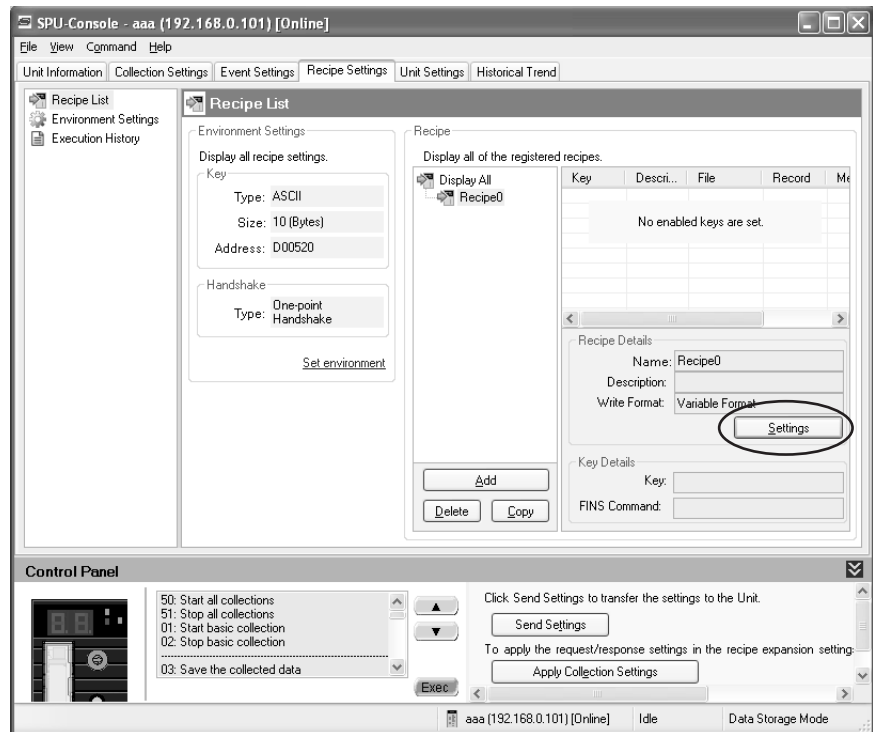 SPU-Console - aaa (192.168.0.101) [Online]
File View Command Help
Unit Information Collection Settings Event Settings Recipe Settings Unit Settings Historical Trend
Recipe List
Environment Settings
Execution History
Recipe List
Environment Settings
Display all recipe settings.
Key
Type: ASCII
Size: 10 (Bytes)
Address: D00520
Handshake
Type: One-point Handshake
Set environment
Recipe
Display all of the registered recipes.
Display All
Recipe0
Add
Delete Copy
Key Descri... File Record Me
No enabled keys are set.
Recipe Details
Name: Recipe0
Description:
Write Format: Variable Format
Settings
Key Details
Key:
FINS Command:
Control Panel
8.8.
50: Start all collections
51: Stop all collections
01: Start basic collection
02: Stop basic collection
03: Save the collected data
Exec
Click Send Settings to transfer the settings to the Unit.
Send Settings
To apply the request/response settings in the recipe expansion setting
Apply Collection Settings
aaa (192.168.0.101) [Online] Idle Data Storage Mode